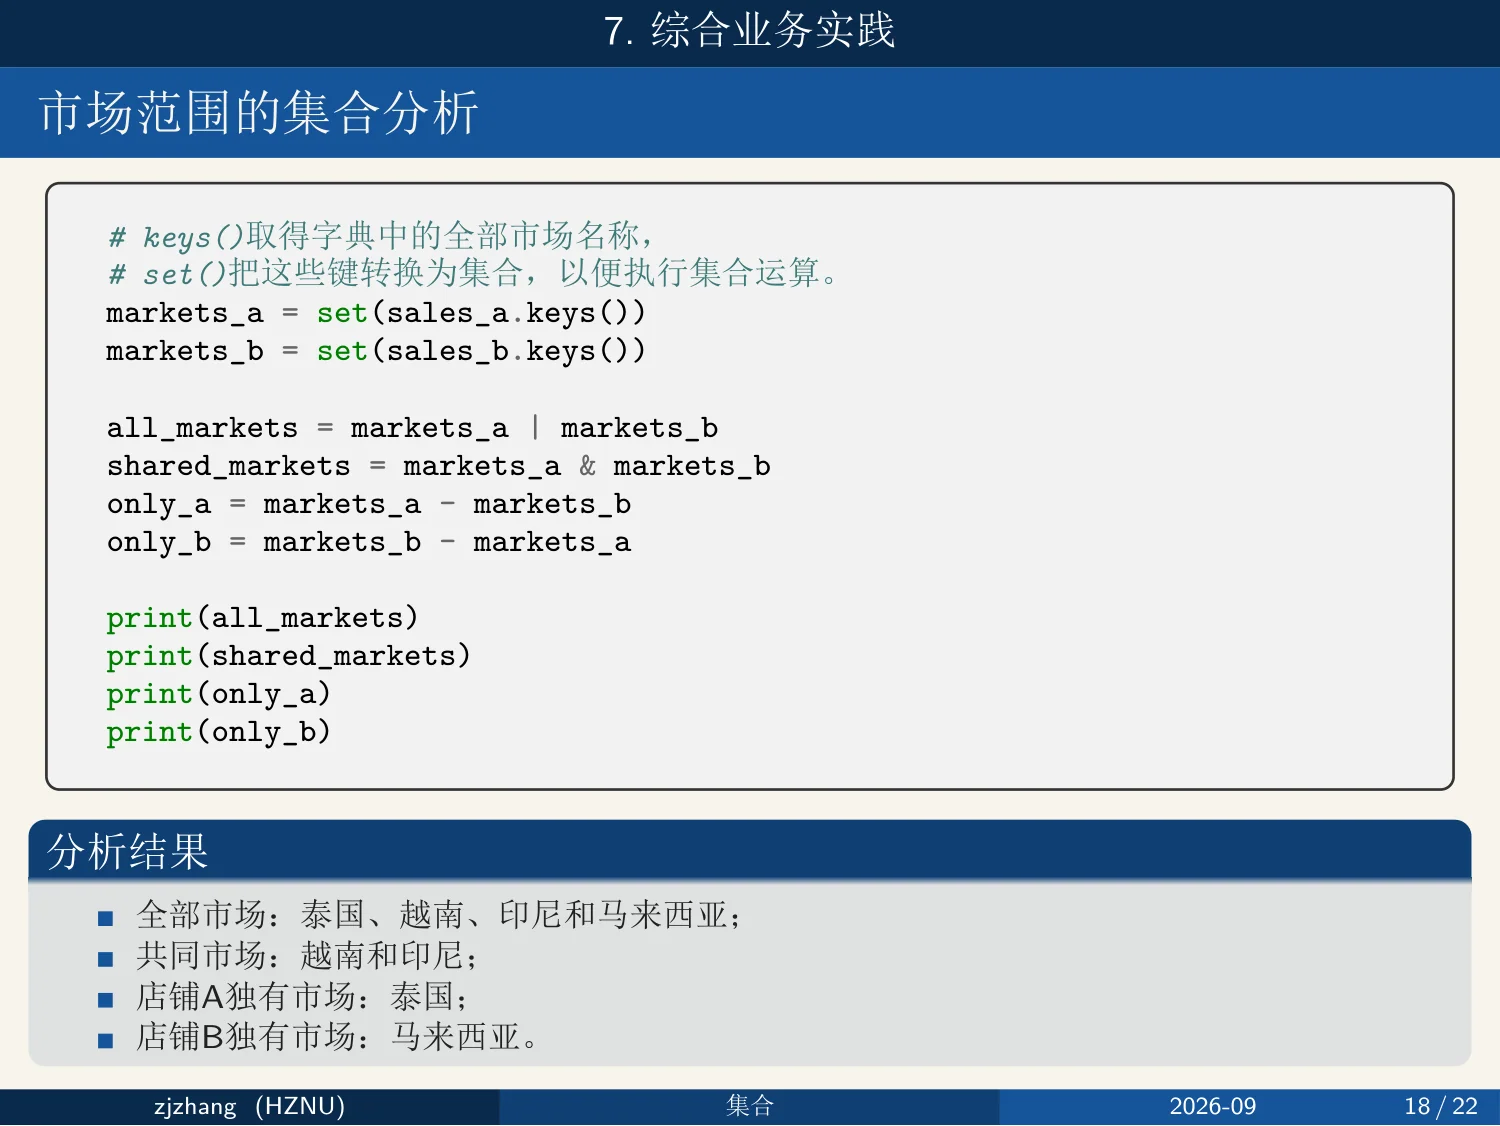 7. 综合业务实践
市场范围的集合分析
# keys()取得字典中的全部市场名称，
# set()把这些键转换为集合，以便执行集合运算。
markets_a = set(sales_a.keys())
markets_b = set(sales_b.keys())
all_markets = markets_a | markets_b
shared_markets = markets_a & markets_b
only_a = markets_a - markets_b
only_b = markets_b - markets_a
print(all_markets)
print(shared_markets)
print(only_a)
print(only_b)
分析结果
全部市场：泰国、越南、印尼和马来西亚；
共同市场：越南和印尼；
店铺A独有市场：泰国；
店铺B独有市场：马来西亚。
zjzhang (HZNU) 集合 2026-09 18 / 22